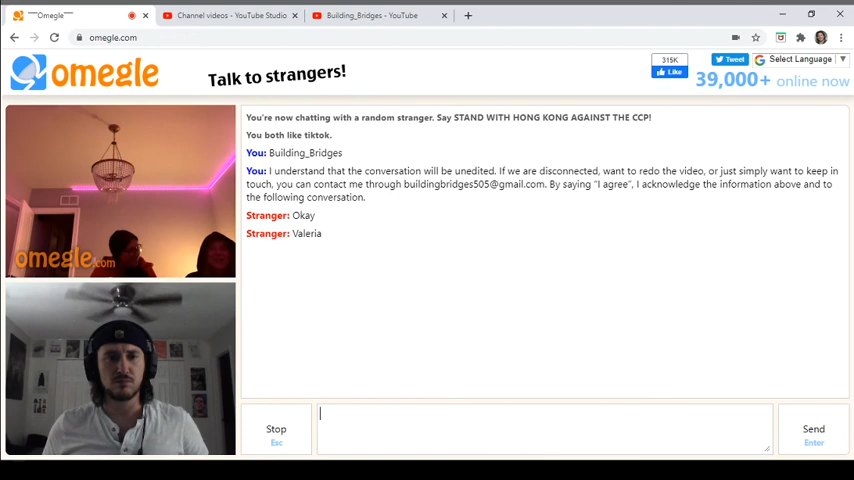 Omegle
Channel videos - YouTube Studio
Building_Bridges - YouTube
omegle.com
omegle
Talk to strangers!
315K
Like
Tweet
Select Language
39,000+ online now
You're now chatting with a random stranger. Say STAND WITH HONG KONG AGAINST THE CCP!
You both like tiktok.
You: Building_Bridges
You: I understand that the conversation will be unedited. If we are disconnected, want to redo the video, or just simply want to keep in
touch, you can contact me through buildingbridges505@gmail.com. By saying "I agree", I acknowledge the information above and to
the following conversation.
Stranger: Okay
Stranger: Valeria
omegle.com
Stop
Esc
Send
Enter